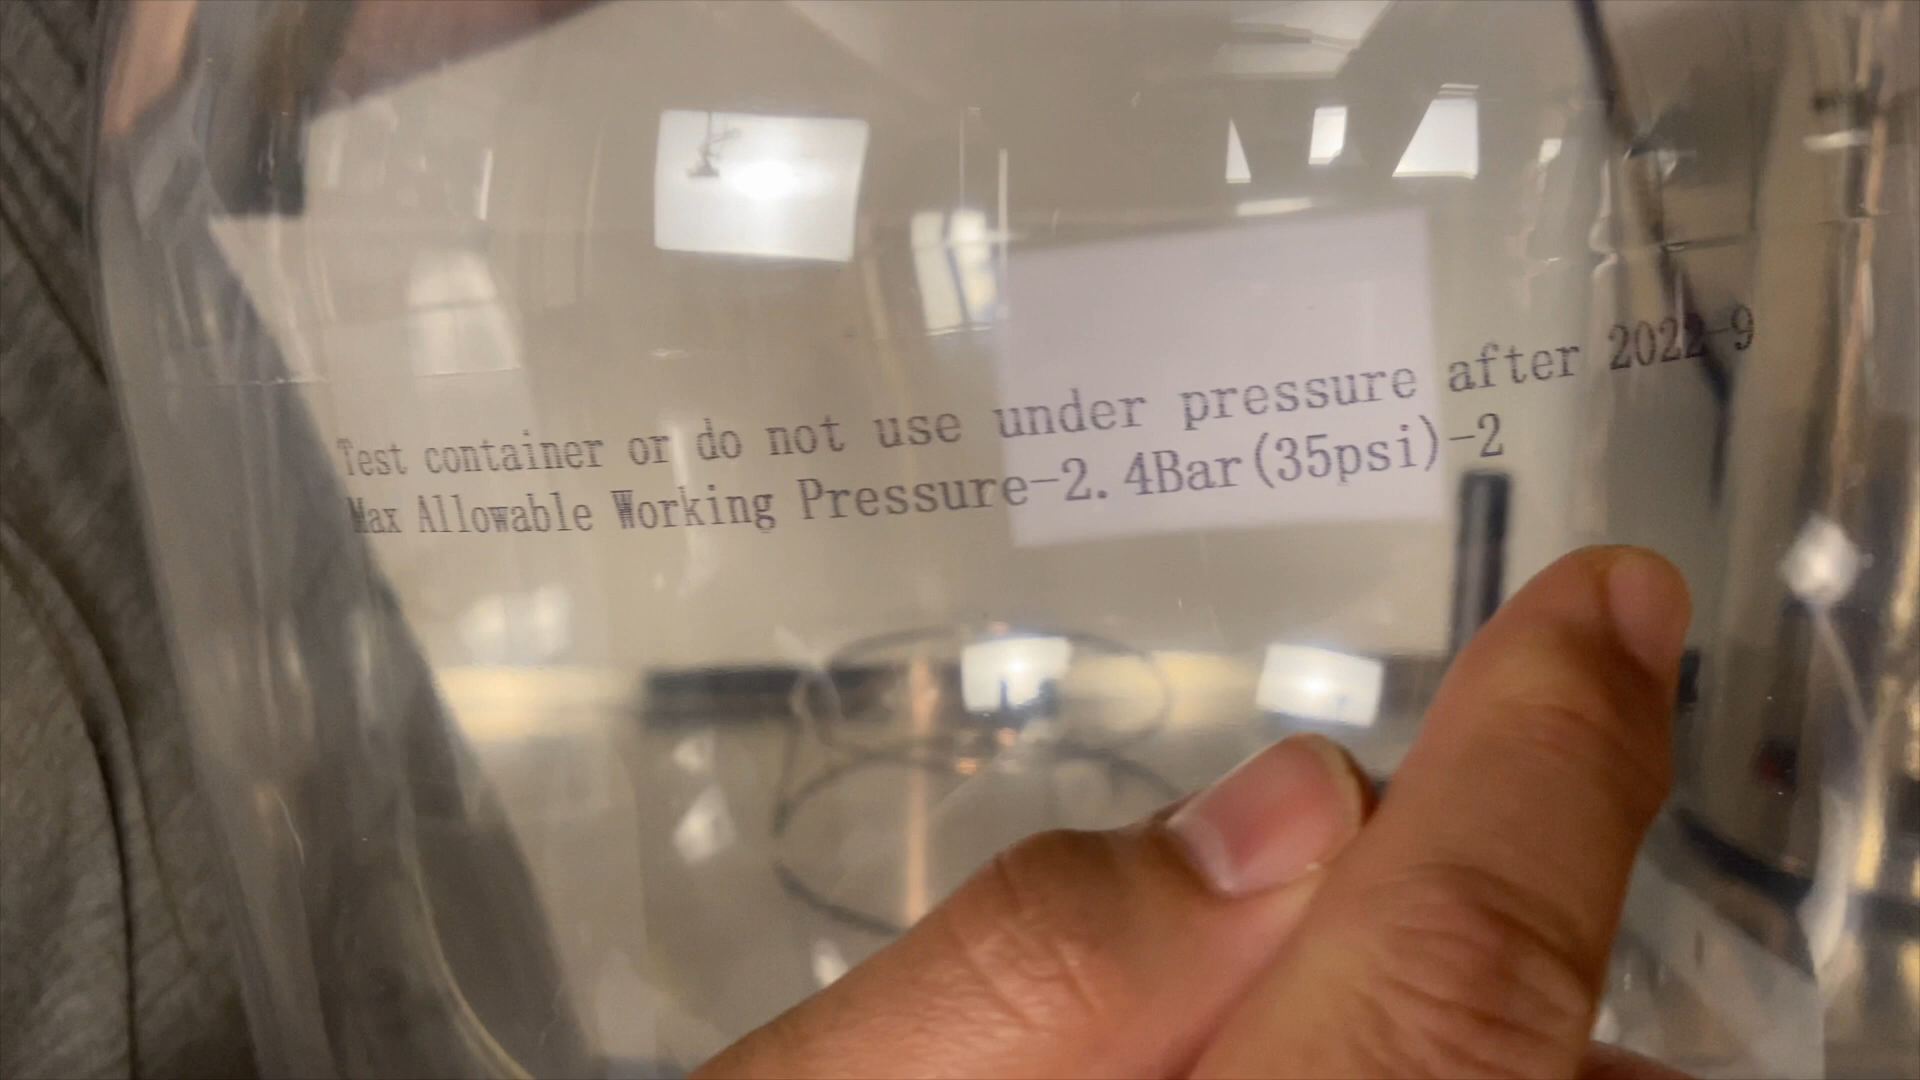 Test container or do not use under pressure after 2022-9
Max Allowable Working Pressure-2.4Bar(35psi)-2